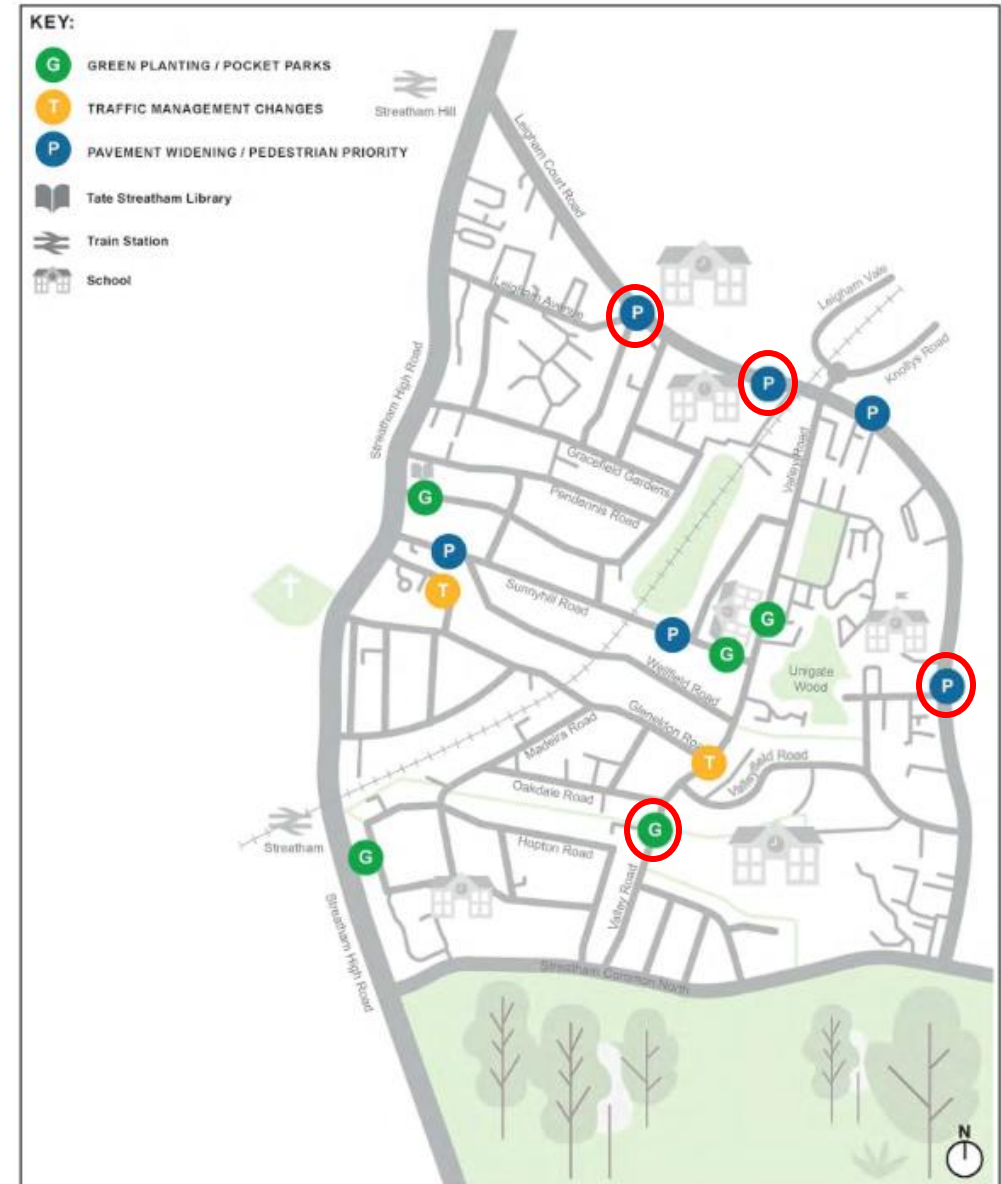 KEY:
G GREEN PLANTING / POCKET PARKS
T TRAFFIC MANAGEMENT CHANGES
P PAVEMENT WIDENING / PEDESTRIAN PRIORITY
Tate Streatham Library
Train Station
School
Streatham Hill
Leigham Court Road
Leigham Avenue
P
Leigham Vale
Knollys Road
P
P
Streatham High Road
Valley Road
Gracefield Gardens
Pendennis Road
G
P
T
Sunnyhill Road
P
G
G
Wellfield Road
Unigate
Wood
P
Gleneldon Road
T
Madeira Road
Valleyfield Road
Oakdale Road
G
Hopton Road
Streatham
G
Valley Road
Streatham High Road
Streatham Common North
N